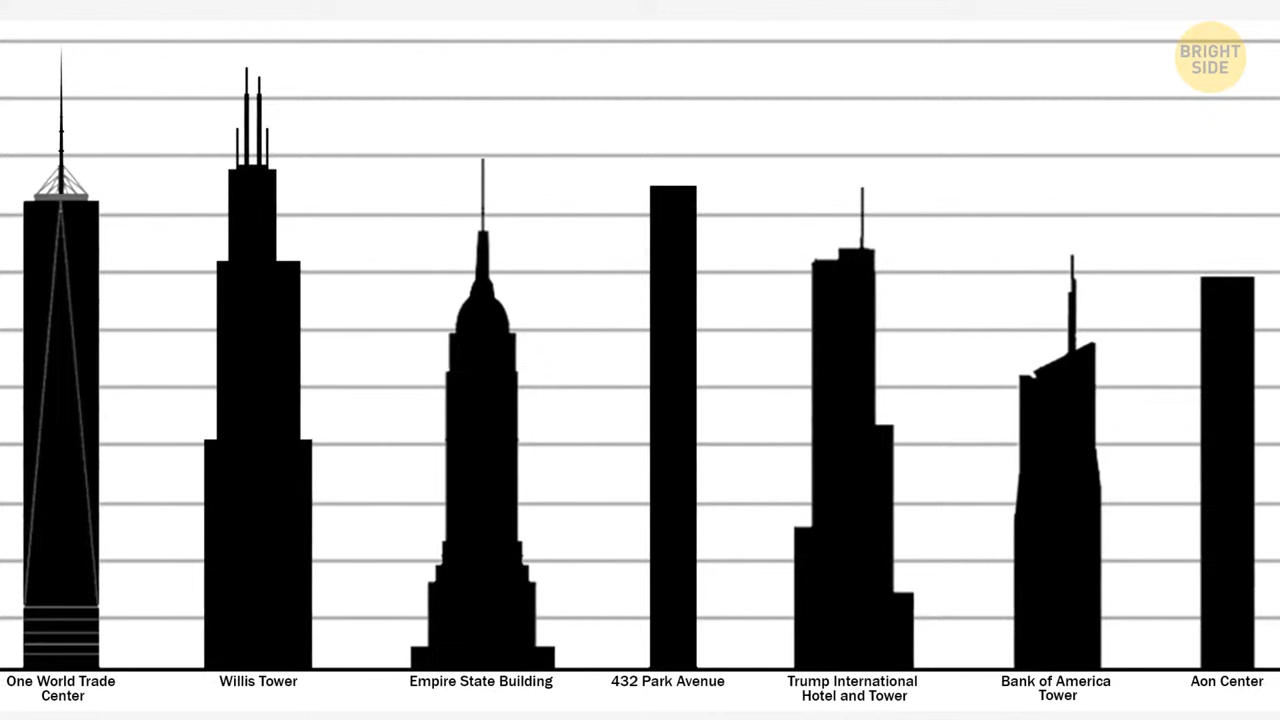 BRIGHT
SIDE
One World Trade
Center
Willis Tower
Empire State Building
432 Park Avenue
Trump International
Hotel and Tower
Bank of America
Tower
Aon Center